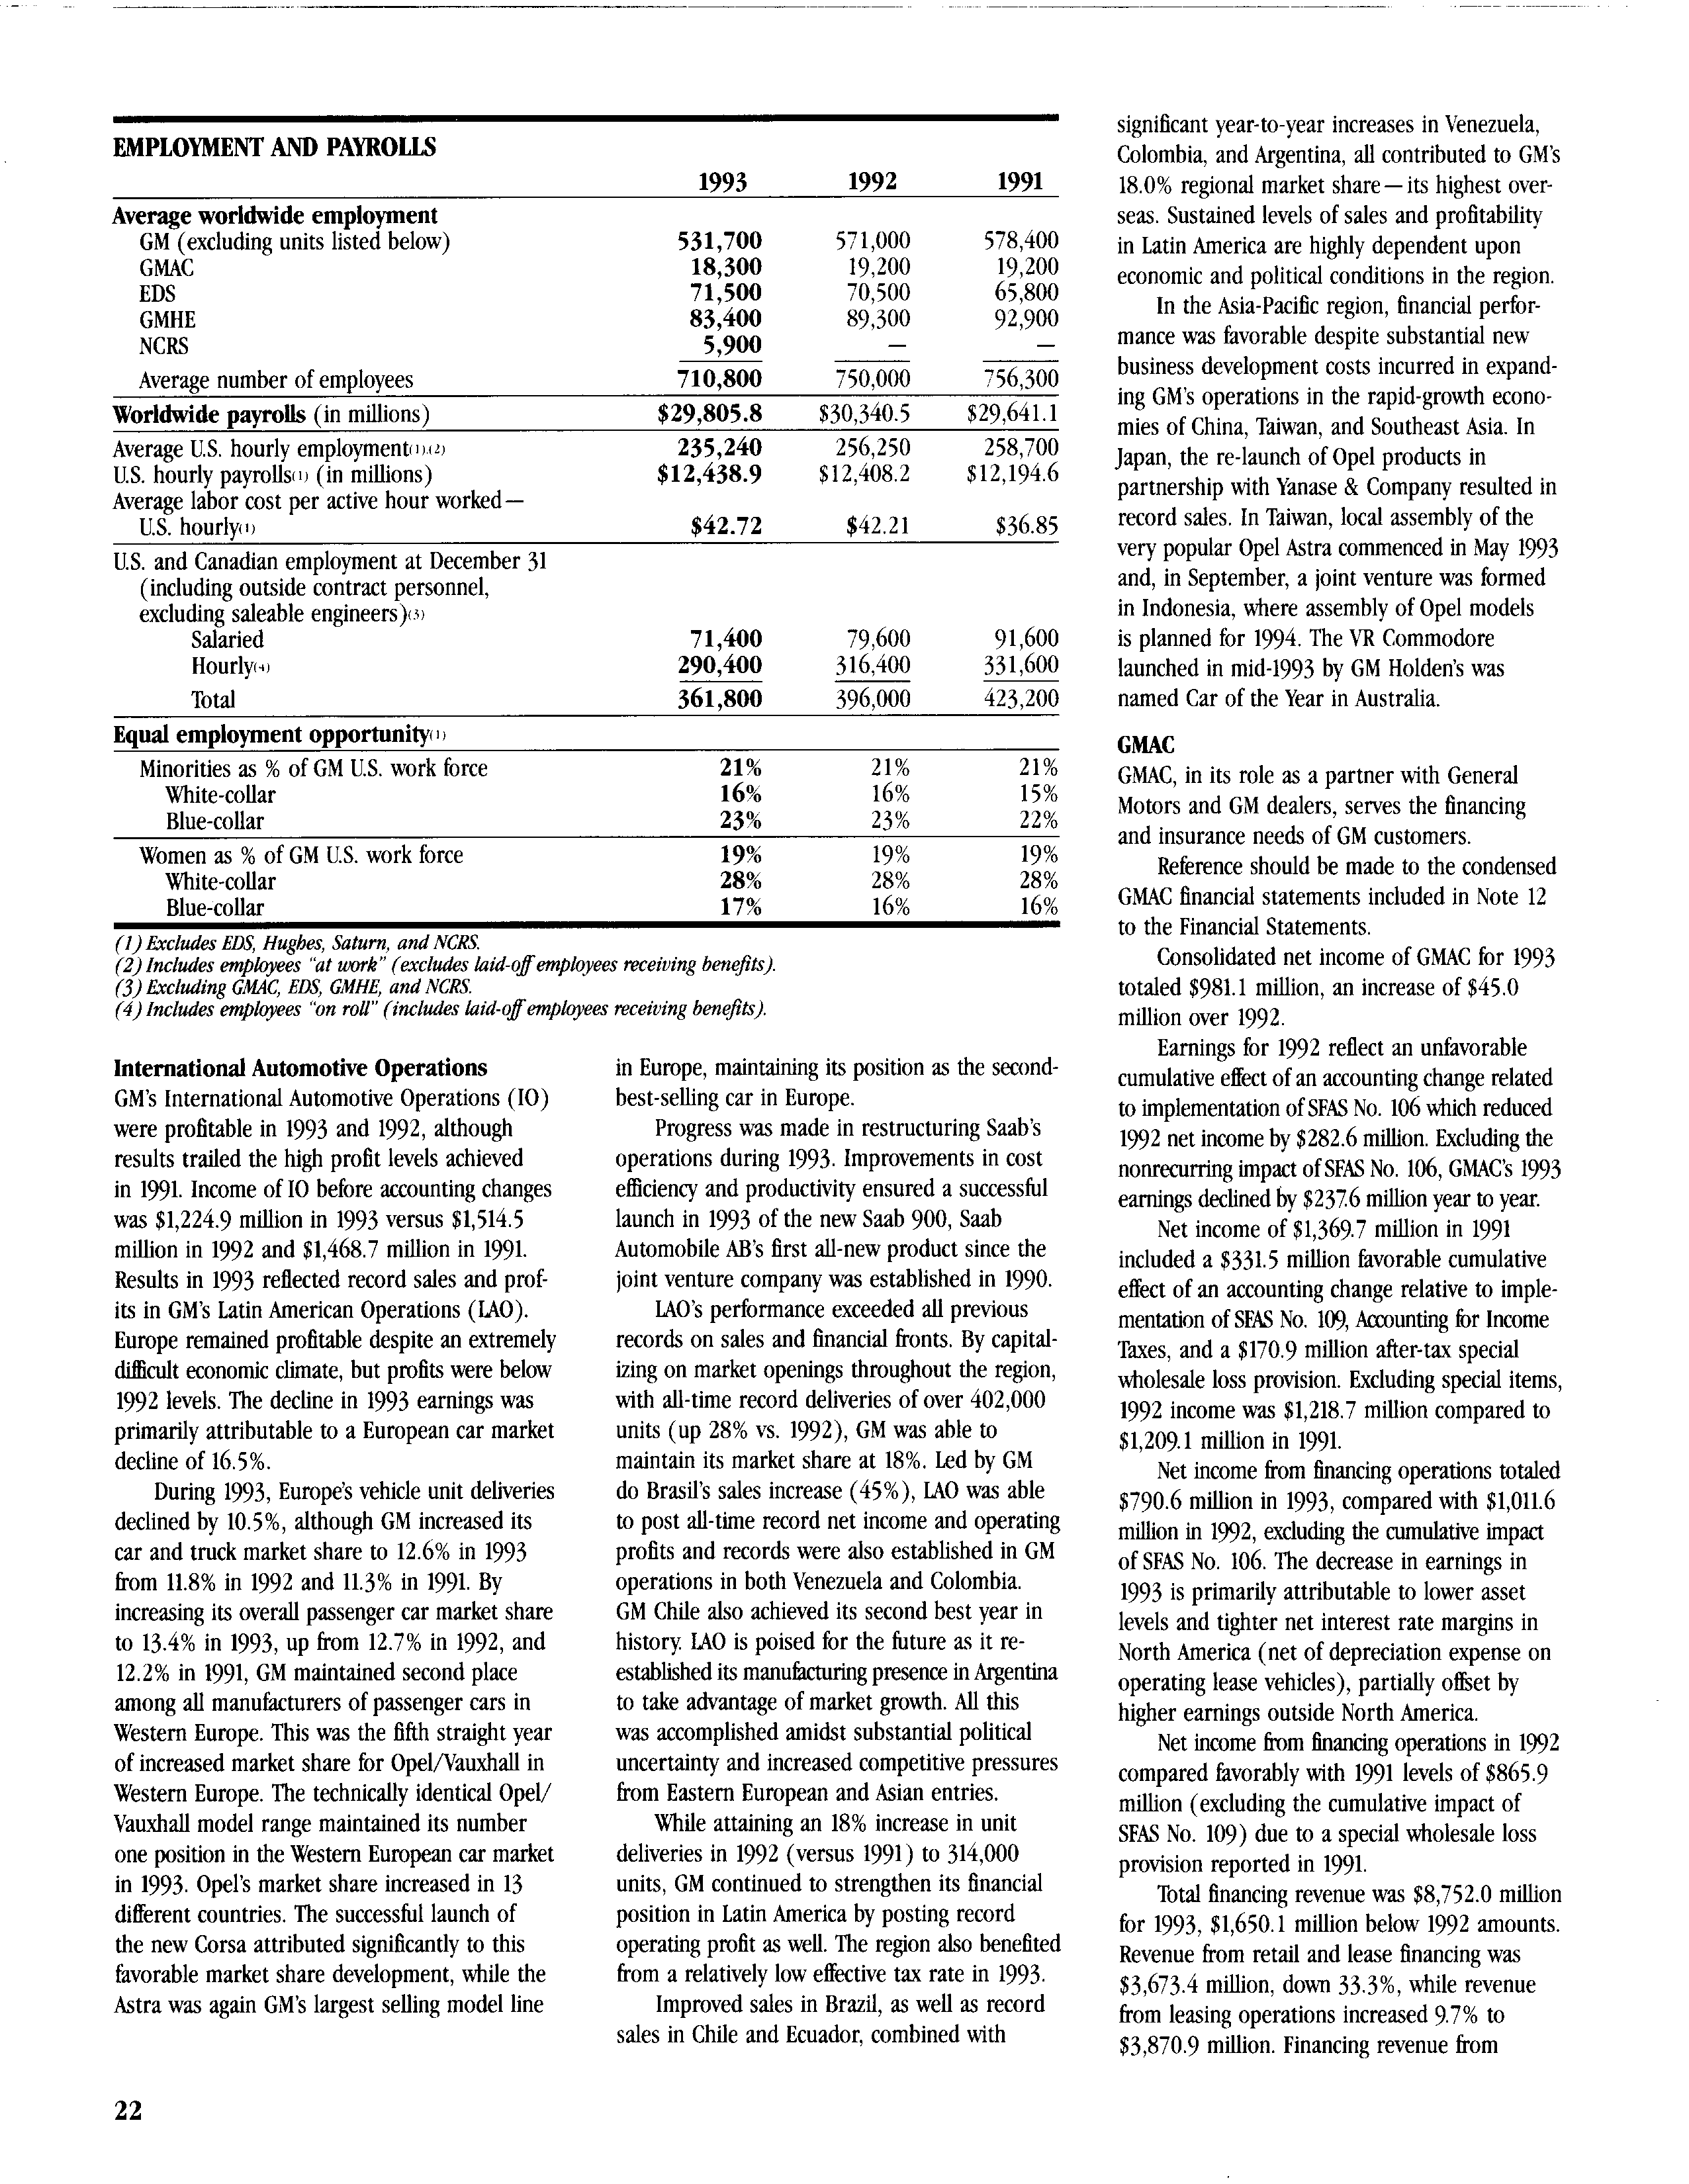 EMPLOYMENT AND PAYROLLS
1993 1992 1991
Average worldwide employment
GM (excluding units listed below) 531,700 571,000 578,400
GMAC 18,300 19,200 19,200
EDS 71,500 70,500 65,800
GMHE 83,400 89,300 92,900
NCRS 5,900 — —
Average number of employees 710,800 750,000 756,300
Worldwide payrolls (in millions) $29,805.8 $30,340.5 $29,641.1
Average U.S. hourly employment(1),(2) 235,240 256,250 258,700
U.S. hourly payrolls(1) (in millions) $12,438.9 $12,408.2 $12,194.6
Average labor cost per active hour worked—
U.S. hourly(1) $42.72 $42.21 $36.85
U.S. and Canadian employment at December 31
(including outside contract personnel,
excluding saleable engineers)(3)
Salaried 71,400 79,600 91,600
Hourly(4) 290,400 316,400 331,600
Total 361,800 396,000 423,200
Equal employment opportunity(1)
Minorities as % of GM U.S. work force 21% 21% 21%
White-collar 16% 16% 15%
Blue-collar 23% 23% 22%
Women as % of GM U.S. work force 19% 19% 19%
White-collar 28% 28% 28%
Blue-collar 17% 16% 16%
(1) Excludes EDS, Hughes, Saturn, and NCRS.
(2) Includes employees "at work" (excludes laid-off employees receiving benefits).
(3) Excluding GMAC, EDS, GMHE, and NCRS.
(4) Includes employees "on roll" (includes laid-off employees receiving benefits).
International Automotive Operations
GM's International Automotive Operations (IO)
were profitable in 1993 and 1992, although
results trailed the high profit levels achieved
in 1991. Income of IO before accounting changes
was $1,224.9 million in 1993 versus $1,514.5
million in 1992 and $1,468.7 million in 1991.
Results in 1993 reflected record sales and prof-
its in GM's Latin American Operations (LAO).
Europe remained profitable despite an extremely
difficult economic climate, but profits were below
1992 levels. The decline in 1993 earnings was
primarily attributable to a European car market
decline of 16.5%.
During 1993, Europe's vehicle unit deliveries
declined by 10.5%, although GM increased its
car and truck market share to 12.6% in 1993
from 11.8% in 1992 and 11.3% in 1991. By
increasing its overall passenger car market share
to 13.4% in 1993, up from 12.7% in 1992, and
12.2% in 1991, GM maintained second place
among all manufacturers of passenger cars in
Western Europe. This was the fifth straight year
of increased market share for Opel/Vauxhall in
Western Europe. The technically identical Opel/
Vauxhall model range maintained its number
one position in the Western European car market
in 1993. Opel's market share increased in 13
different countries. The successful launch of
the new Corsa attributed significantly to this
favorable market share development, while the
Astra was again GM's largest selling model line
in Europe, maintaining its position as the second-
best-selling car in Europe.
Progress was made in restructuring Saab's
operations during 1993. Improvements in cost
efficiency and productivity ensured a successful
launch in 1993 of the new Saab 900, Saab
Automobile AB's first all-new product since the
joint venture company was established in 1990.
LAO's performance exceeded all previous
records on sales and financial fronts. By capital-
izing on market openings throughout the region,
with all-time record deliveries of over 402,000
units (up 28% vs. 1992), GM was able to
maintain its market share at 18%. Led by GM
do Brasil's sales increase (45%), LAO was able
to post all-time record net income and operating
profits and records were also established in GM
operations in both Venezuela and Colombia.
GM Chile also achieved its second best year in
history. LAO is poised for the future as it re-
established its manufacturing presence in Argentina
to take advantage of market growth. All this
was accomplished amidst substantial political
uncertainty and increased competitive pressures
from Eastern European and Asian entries.
While attaining an 18% increase in unit
deliveries in 1992 (versus 1991) to 314,000
units, GM continued to strengthen its financial
position in Latin America by posting record
operating profit as well. The region also benefited
from a relatively low effective tax rate in 1993.
Improved sales in Brazil, as well as record
sales in Chile and Ecuador, combined with
significant year-to-year increases in Venezuela,
Colombia, and Argentina, all contributed to GM's
18.0% regional market share—its highest over-
seas. Sustained levels of sales and profitability
in Latin America are highly dependent upon
economic and political conditions in the region.
In the Asia-Pacific region, financial perfor-
mance was favorable despite substantial new
business development costs incurred in expand-
ing GM's operations in the rapid-growth econo-
mies of China, Taiwan, and Southeast Asia. In
Japan, the re-launch of Opel products in
partnership with Yanase & Company resulted in
record sales. In Taiwan, local assembly of the
very popular Opel Astra commenced in May 1993
and, in September, a joint venture was formed
in Indonesia, where assembly of Opel models
is planned for 1994. The VR Commodore
launched in mid-1993 by GM Holden's was
named Car of the Year in Australia.
GMAC
GMAC, in its role as a partner with General
Motors and GM dealers, serves the financing
and insurance needs of GM customers.
Reference should be made to the condensed
GMAC financial statements included in Note 12
to the Financial Statements.
Consolidated net income of GMAC for 1993
totaled $981.1 million, an increase of $45.0
million over 1992.
Earnings for 1992 reflect an unfavorable
cumulative effect of an accounting change related
to implementation of SFAS No. 106 which reduced
1992 net income by $282.6 million. Excluding the
nonrecurring impact of SFAS No. 106, GMAC's 1993
earnings declined by $237.6 million year to year.
Net income of $1,369.7 million in 1991
included a $331.5 million favorable cumulative
effect of an accounting change relative to imple-
mentation of SFAS No. 109, Accounting for Income
Taxes, and a $170.9 million after-tax special
wholesale loss provision. Excluding special items,
1992 income was $1,218.7 million compared to
$1,209.1 million in 1991.
Net income from financing operations totaled
$790.6 million in 1993, compared with $1,011.6
million in 1992, excluding the cumulative impact
of SFAS No. 106. The decrease in earnings in
1993 is primarily attributable to lower asset
levels and tighter net interest rate margins in
North America (net of depreciation expense on
operating lease vehicles), partially offset by
higher earnings outside North America.
Net income from financing operations in 1992
compared favorably with 1991 levels of $865.9
million (excluding the cumulative impact of
SFAS No. 109) due to a special wholesale loss
provision reported in 1991.
Total financing revenue was $8,752.0 million
for 1993, $1,650.1 million below 1992 amounts.
Revenue from retail and lease financing was
$3,673.4 million, down 33.3%, while revenue
from leasing operations increased 9.7% to
$3,870.9 million. Financing revenue from
22